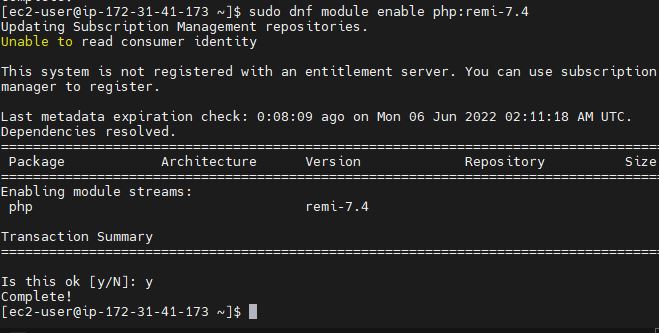 Complete!
[ec2-user@ip-172-31-41-173 ~]$ sudo dnf module enable php:remi-7.4
Updating Subscription Management repositories.
Unable to read consumer identity
This system is not registered with an entitlement server. You can use subscription
manager to register.
Last metadata expiration check: 0:08:09 ago on Mon 06 Jun 2022 02:11:18 AM UTC.
Dependencies resolved.
================================================================================
Package Architecture Version Repository Size
================================================================================
Enabling module streams:
php remi-7.4
Transaction Summary
================================================================================
Is this ok [y/N]: y
Complete!
[ec2-user@ip-172-31-41-173 ~]$